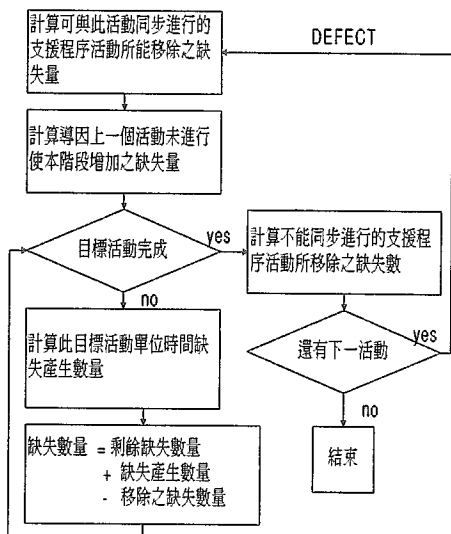 計算可與此活動同步進行的
支援程序活動所能移除之缺
失量
DEFECT
計算導因上一個活動未進行
使本階段增加之缺失量
目標活動完成
yes
no
計算不能同步進行的支援程
序活動所移除之缺失數
計算此目標活動單位時間缺
失產生數量
還有下一活動
yes
no
缺失數量 = 剩餘缺失數量
+ 缺失產生數量
- 移除之缺失數量
結束